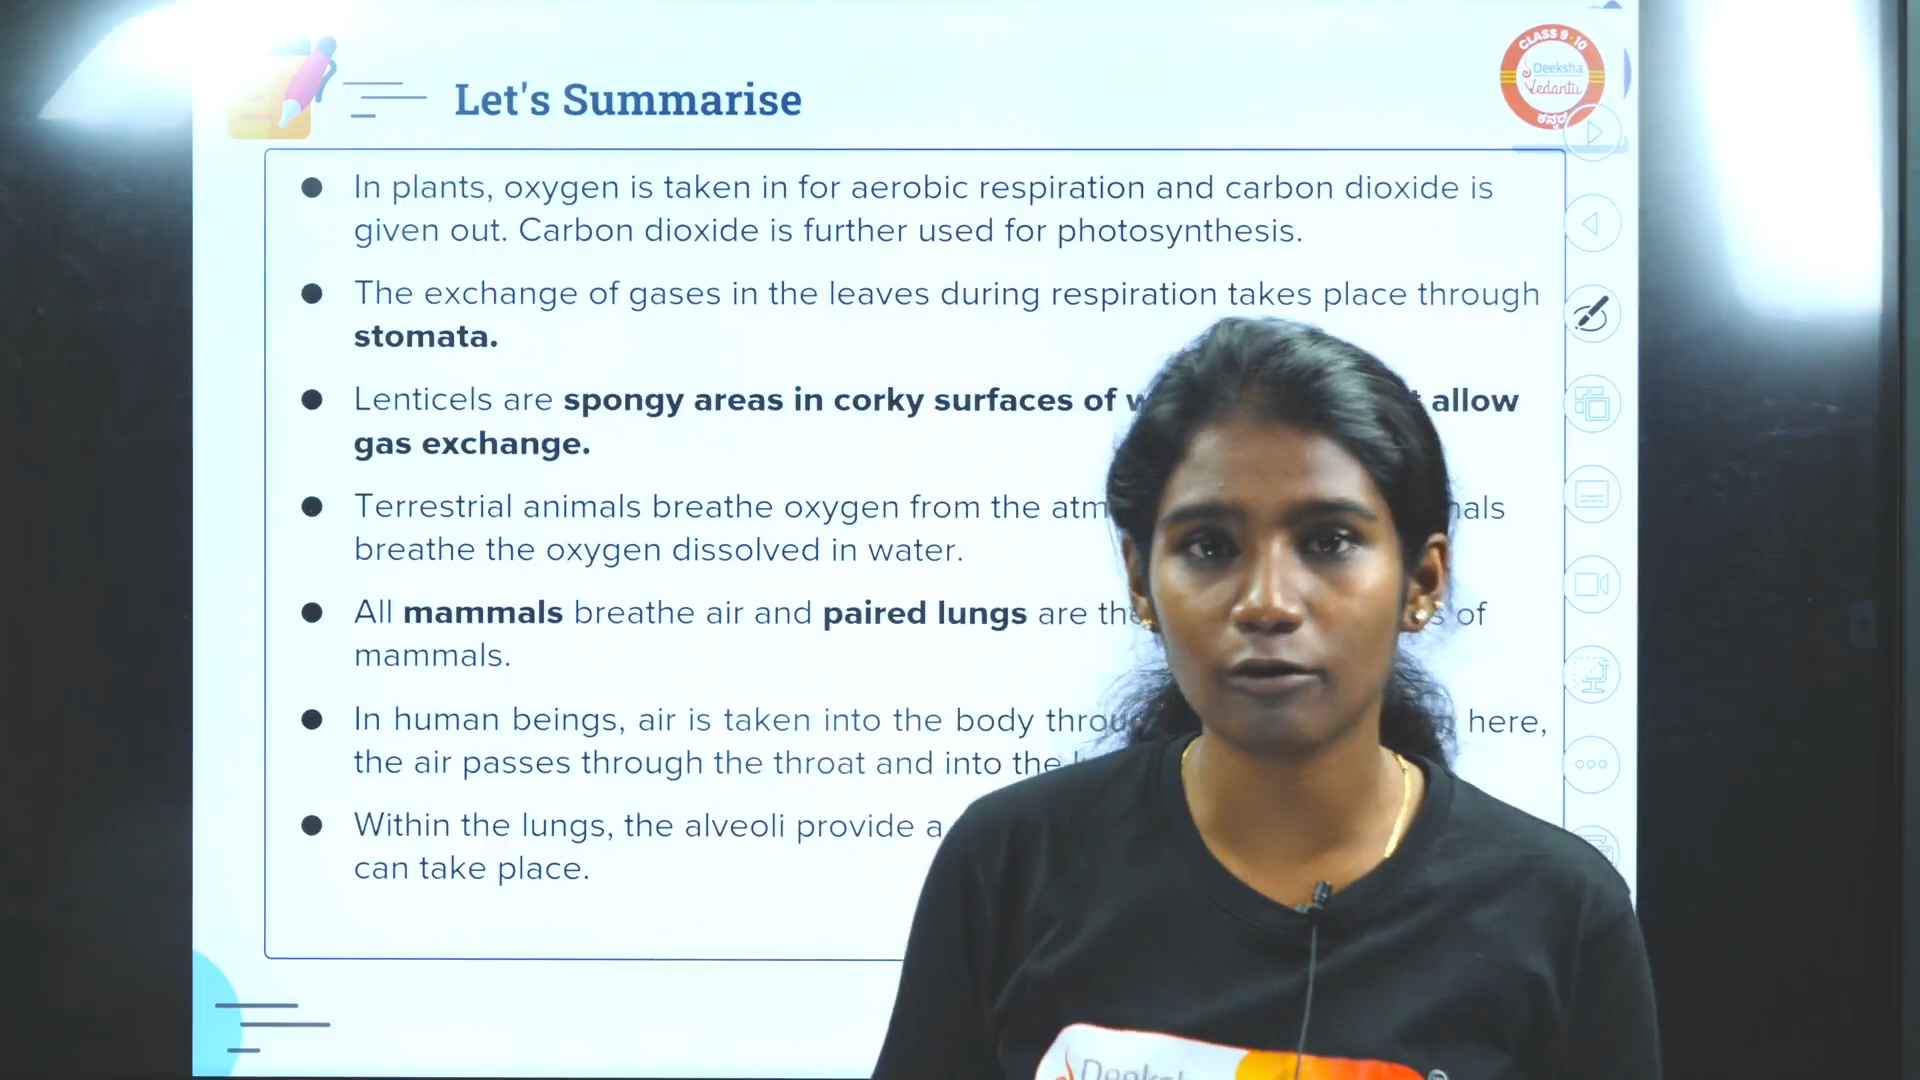 Let's Summarise
CLASS 9-10
Deeksha
Vedantu
ಕನ್ನಡ
● In plants, oxygen is taken in for aerobic respiration and carbon dioxide is
given out. Carbon dioxide is further used for photosynthesis.
● The exchange of gases in the leaves during respiration takes place through
stomata.
● Lenticels are spongy areas in corky surfaces of allow
gas exchange.
● Terrestrial animals breathe oxygen from the
breathe the oxygen dissolved in water.
● All mammals breathe air and paired lungs are of
mammals.
● In human beings, air is taken into the body here,
the air passes through the throat and into the
● Within the lungs, the alveoli provide a
can take place.